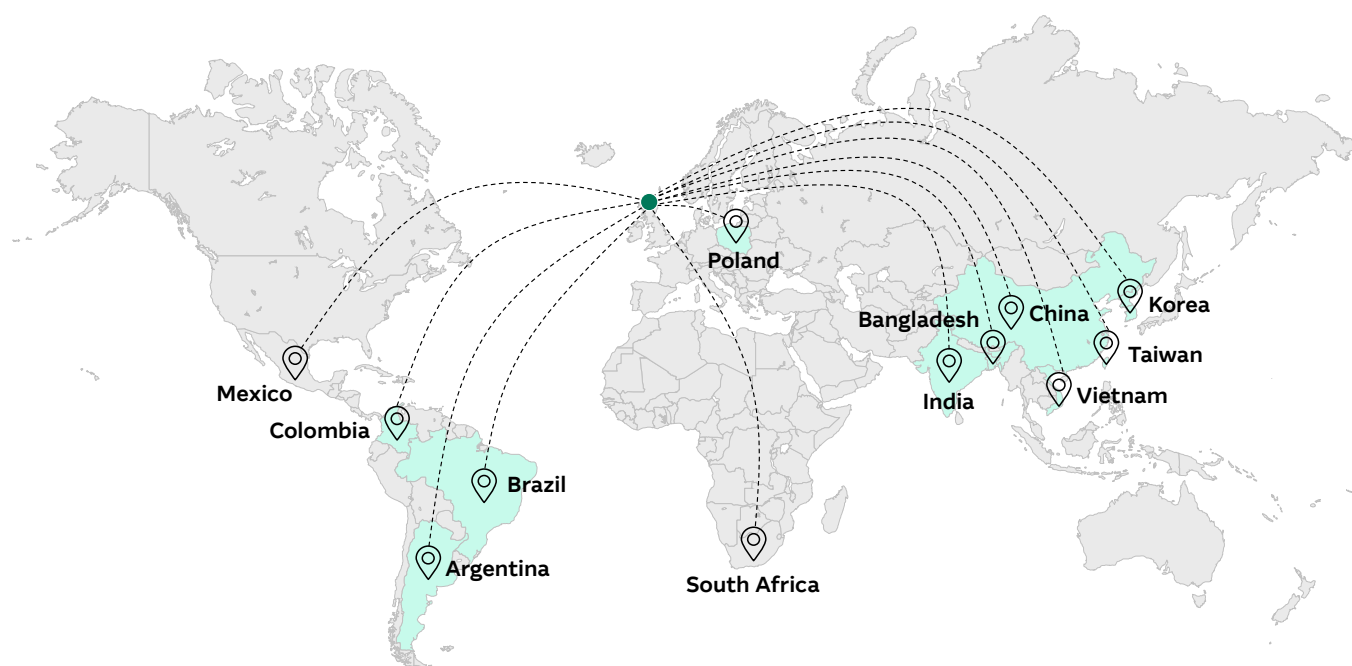 Poland
Korea
China
Bangladesh
Taiwan
Mexico
Vietnam
India
Colombia
Brazil
Argentina
South Africa